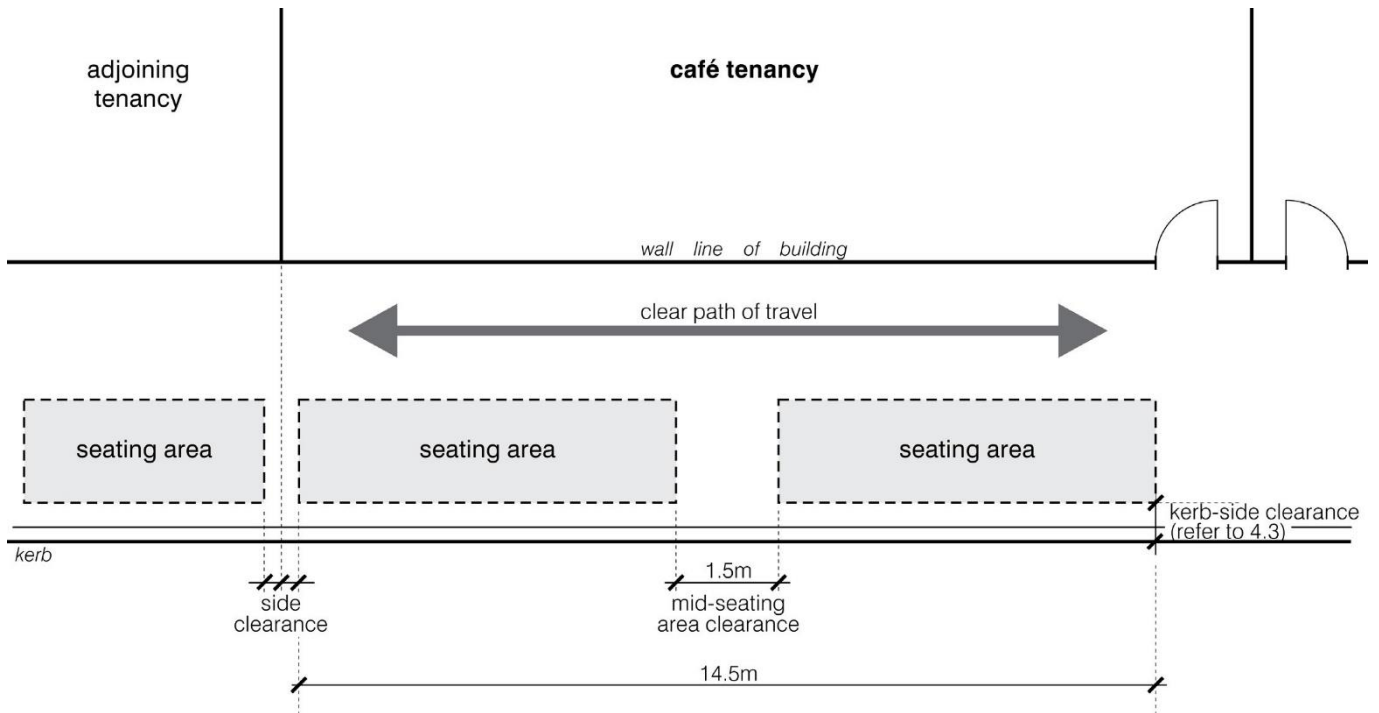 adjoining
tenancy
café tenancy
wall line of building
clear path of travel
seating area
seating area
seating area
kerb-side clearance
(refer to 4.3)
kerb
1.5m
side
clearance
mid-seating
area clearance
14.5m